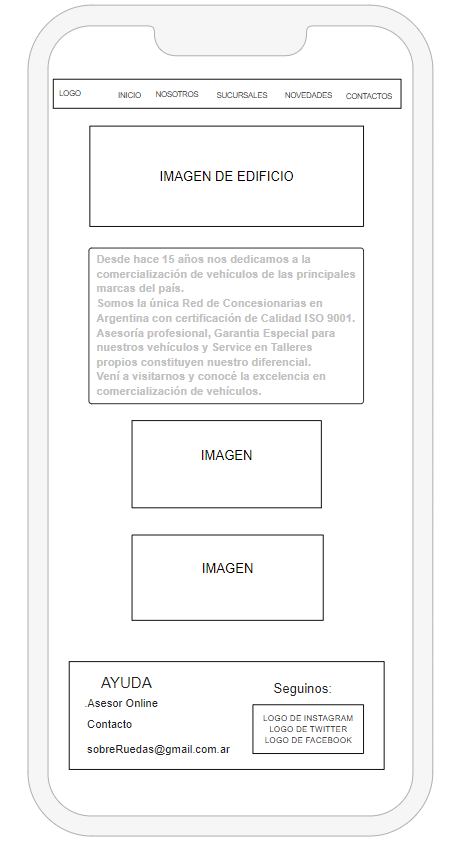 LOGO INICIO NOSOTROS SUCURSALES NOVEDADES CONTACTOS
IMAGEN DE EDIFICIO
Desde hace 15 años nos dedicamos a la
comercialización de vehículos de las principales
marcas del país.
Somos la única Red de Concesionarias en
Argentina con certificación de Calidad ISO 9001.
Asesoría profesional, Garantía Especial para
nuestros vehículos y Service en Talleres
propios constituyen nuestro diferencial.
Vení a visitarnos y conocé la excelencia en
comercialización de vehículos.
IMAGEN
IMAGEN
AYUDA
.Asesor Online
Contacto
sobreRuedas@gmail.com.ar
Seguinos:
LOGO DE INSTAGRAM
LOGO DE TWITTER
LOGO DE FACEBOOK